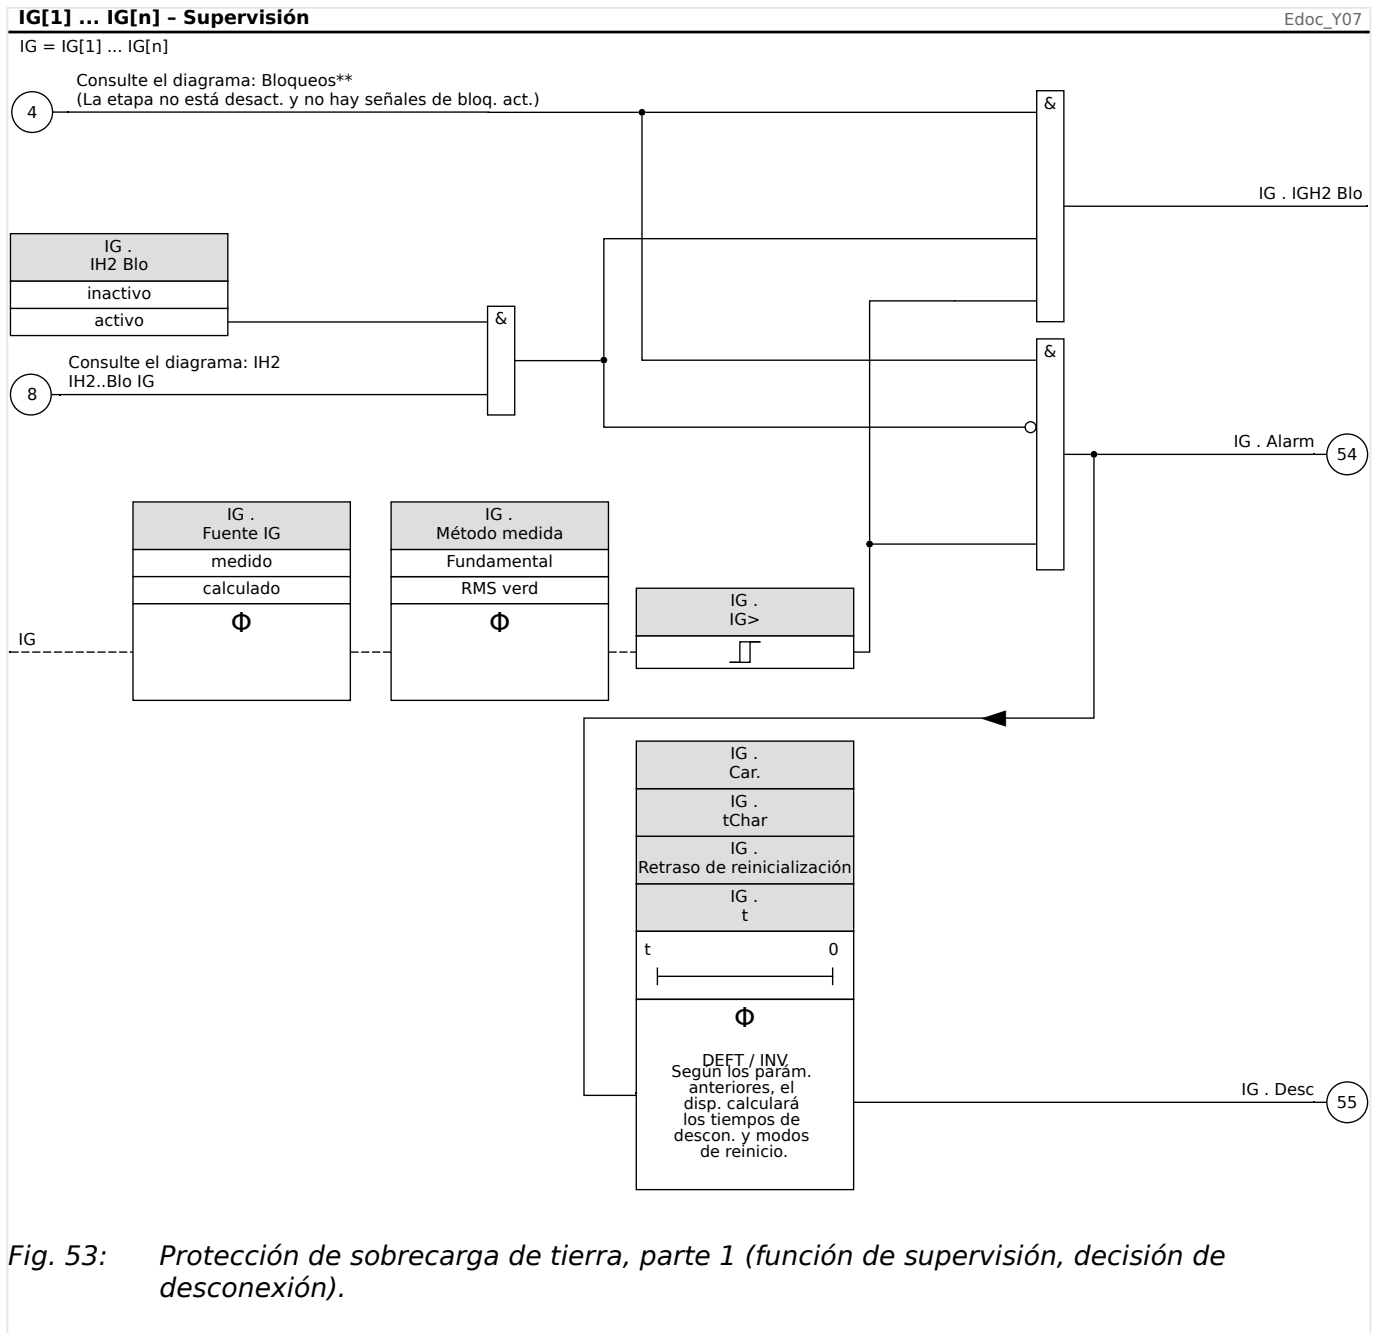 IG[1] ... IG[n] – Supervisión
Edoc_Y07
IG = IG[1] ... IG[n]
Consulte el diagrama: Bloqueos**
(La etapa no está desact. y no hay señales de bloq. act.)
4
&
IG . IGH2 Blo
IG .
IH2 Blo
inactivo
activo
&
&
Consulte el diagrama: IH2
IH2..Blo IG
8
IG . Alarm
54
IG .
Fuente IG
medido
calculado
Φ
IG .
Método medida
Fundamental
RMS verd
Φ
IG
IG .
IG>
IG .
Car.
IG .
tChar
IG .
Retraso de reinicialización
IG .
t
t
0
Φ
DEFT / INV
Según los parám.
anteriores, el
disp. calculará
los tiempos de
descon. y modos
de reinicio.
IG . Desc
55
Fig. 53: Protección de sobrecarga de tierra, parte 1 (función de supervisión, decisión de
desconexión).